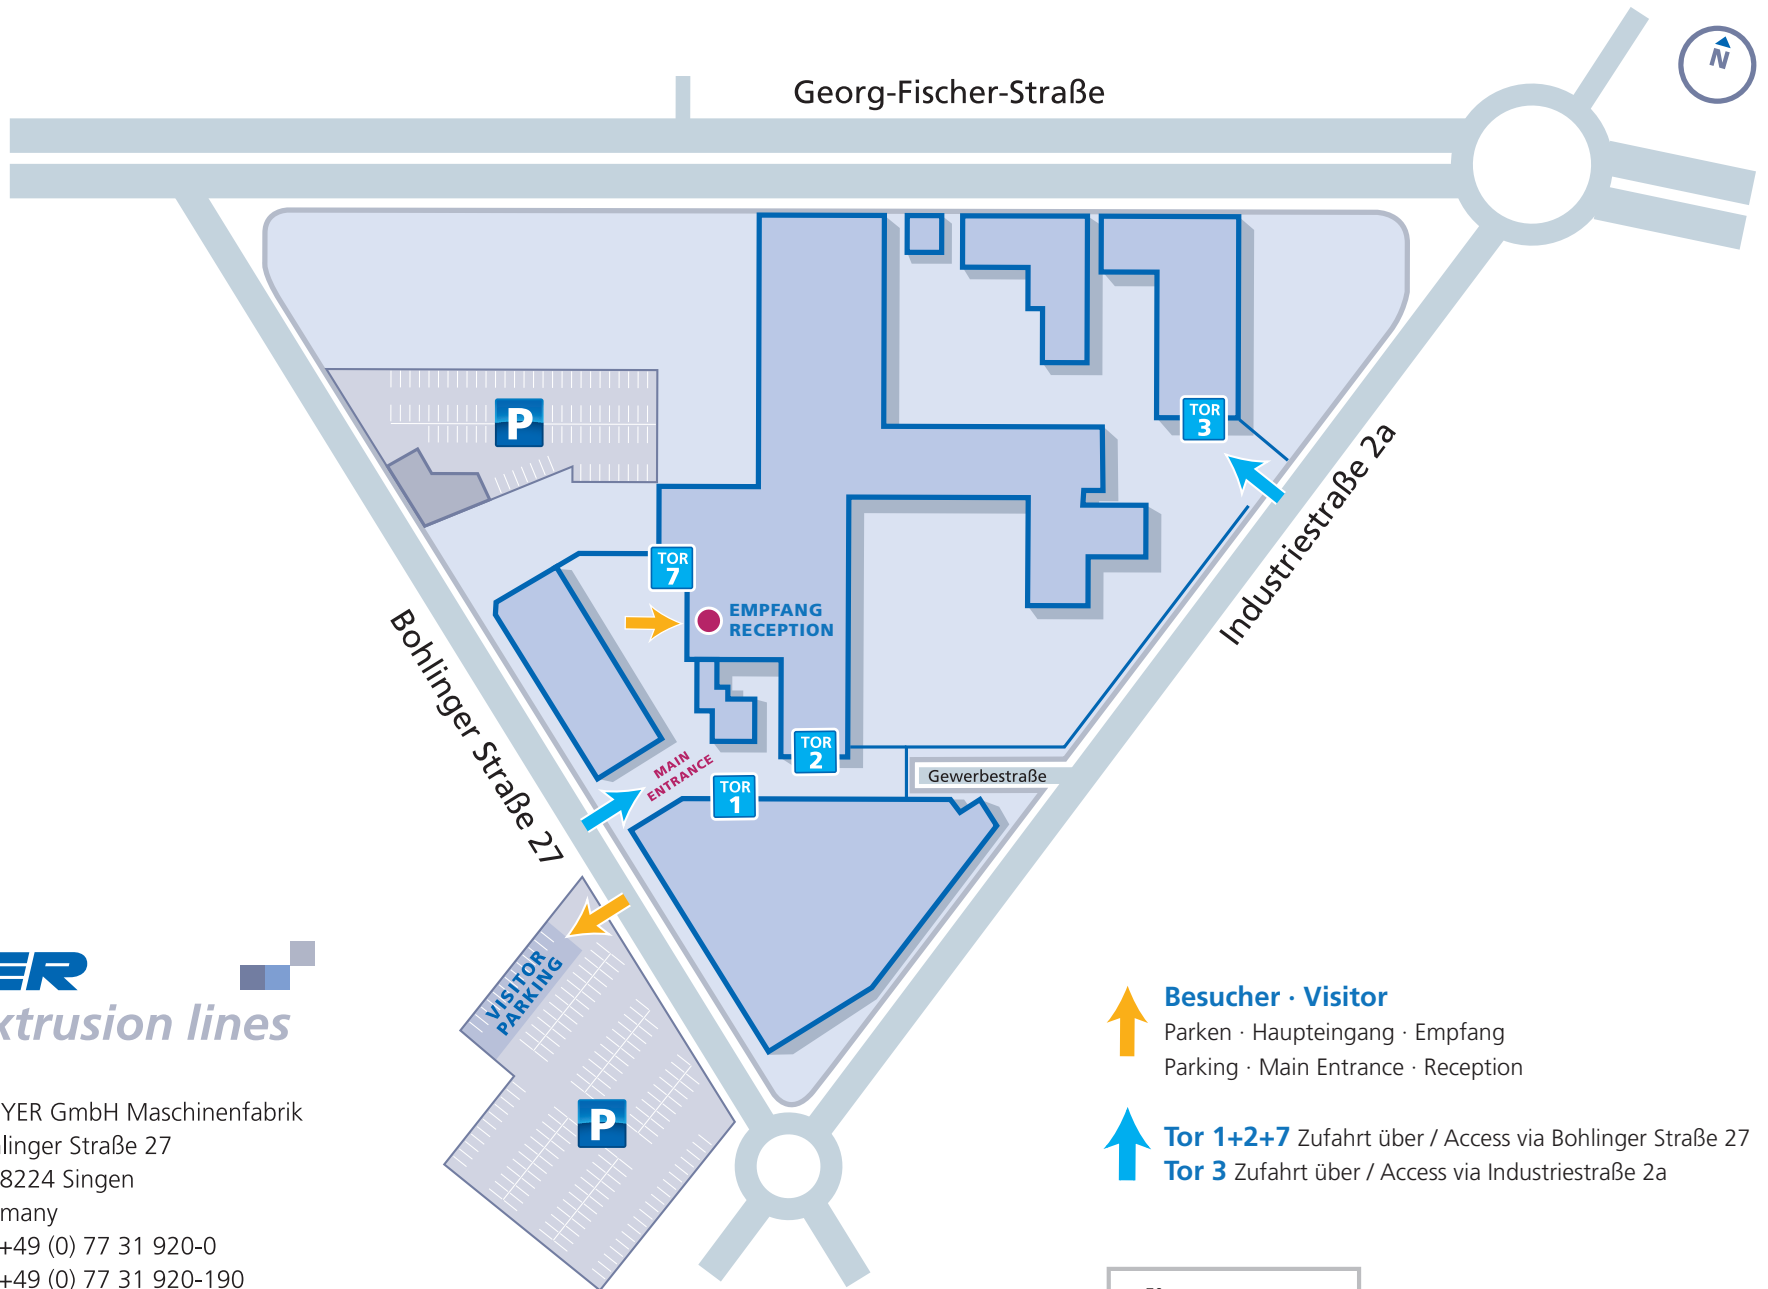 Georg-Fischer-Straße
N
P
TOR
3
Industriestraße 2a
TOR
7
EMPFANG
RECEPTION
Bohlinger Straße 27
MAIN
ENTRANCE
TOR
2
TOR
1
Gewerbestraße
VISITOR
PARKING
P
ER
xtrusion lines
YER GmbH Maschinenfabrik
linger Straße 27
8224 Singen
many
+49 (0) 77 31 920-0
+49 (0) 77 31 920-190
Besucher · Visitor
Parken · Haupteingang · Empfang
Parking · Main Entrance · Reception
Tor 1+2+7 Zufahrt über / Access via Bohlinger Straße 27
Tor 3 Zufahrt über / Access via Industriestraße 2a